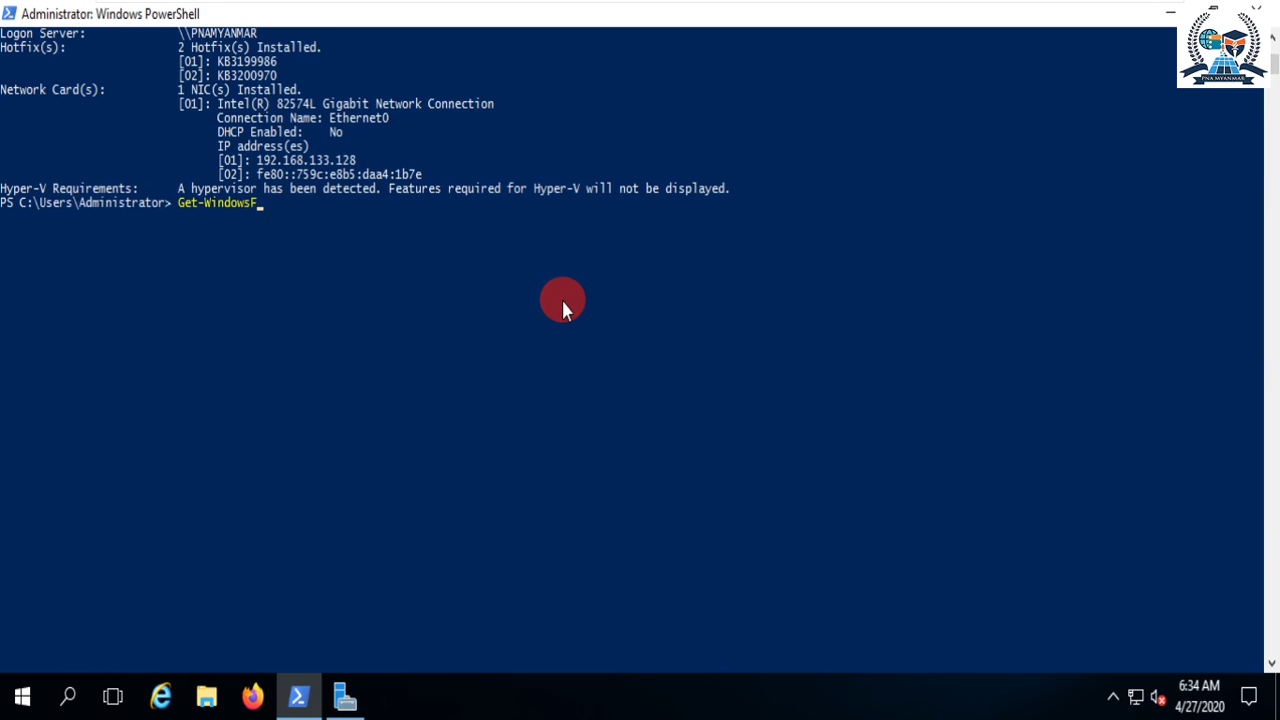 Administrator: Windows PowerShell
Logon Server:             \\PNAMYANMAR
Hotfix(s):                2 Hotfix(s) Installed.
[01]: KB3199986
[02]: KB3200970
Network Card(s):          1 NIC(s) Installed.
[01]: Intel(R) 82574L Gigabit Network Connection
Connection Name: Ethernet0
DHCP Enabled:    No
IP address(es)
[01]: 192.168.133.128
[02]: fe80::759c:e8b5:daa4:1b7e
Hyper-V Requirements:     A hypervisor has been detected. Features required for Hyper-V will not be displayed.
PS C:\Users\Administrator> Get-WindowsF_
PNA MYANMAR
6:34 AM
4/27/2020